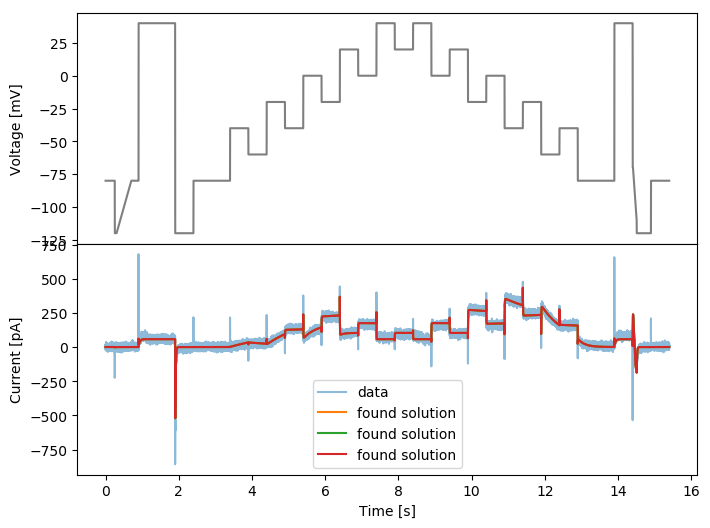 25
0
−25
−50
−75
−100
−125
Voltage [mV]
750
500
250
0
−250
−500
−750
Current [pA]
data
found solution
found solution
found solution
0 2 4 6 8 10 12 14 16
Time [s]